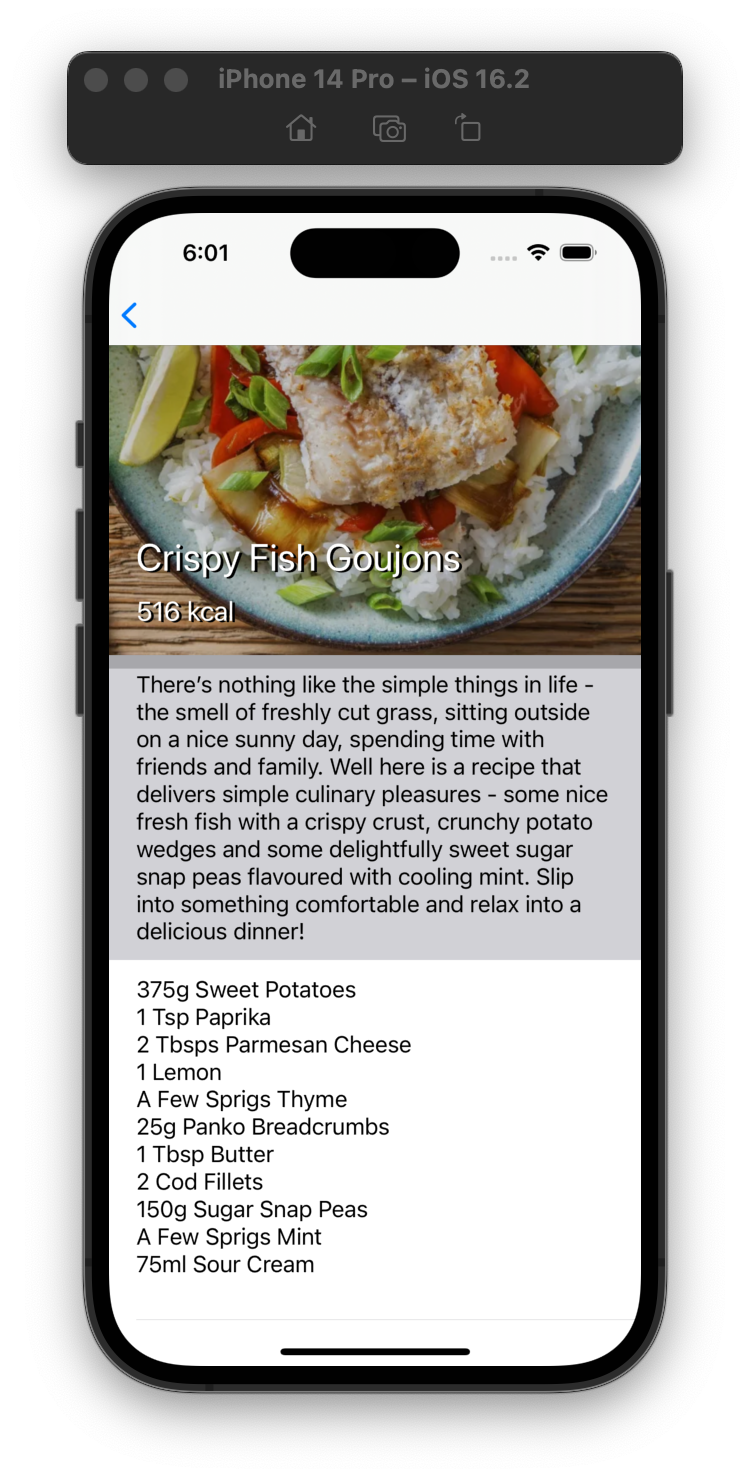 iPhone 14 Pro – iOS 16.2
6:01
Crispy Fish Goujons
516 kcal
There’s nothing like the simple things in life -
the smell of freshly cut grass, sitting outside
on a nice sunny day, spending time with
friends and family. Well here is a recipe that
delivers simple culinary pleasures - some nice
fresh fish with a crispy crust, crunchy potato
wedges and some delightfully sweet sugar
snap peas flavoured with cooling mint. Slip
into something comfortable and relax into a
delicious dinner!
375g Sweet Potatoes
1 Tsp Paprika
2 Tbsps Parmesan Cheese
1 Lemon
A Few Sprigs Thyme
25g Panko Breadcrumbs
1 Tbsp Butter
2 Cod Fillets
150g Sugar Snap Peas
A Few Sprigs Mint
75ml Sour Cream